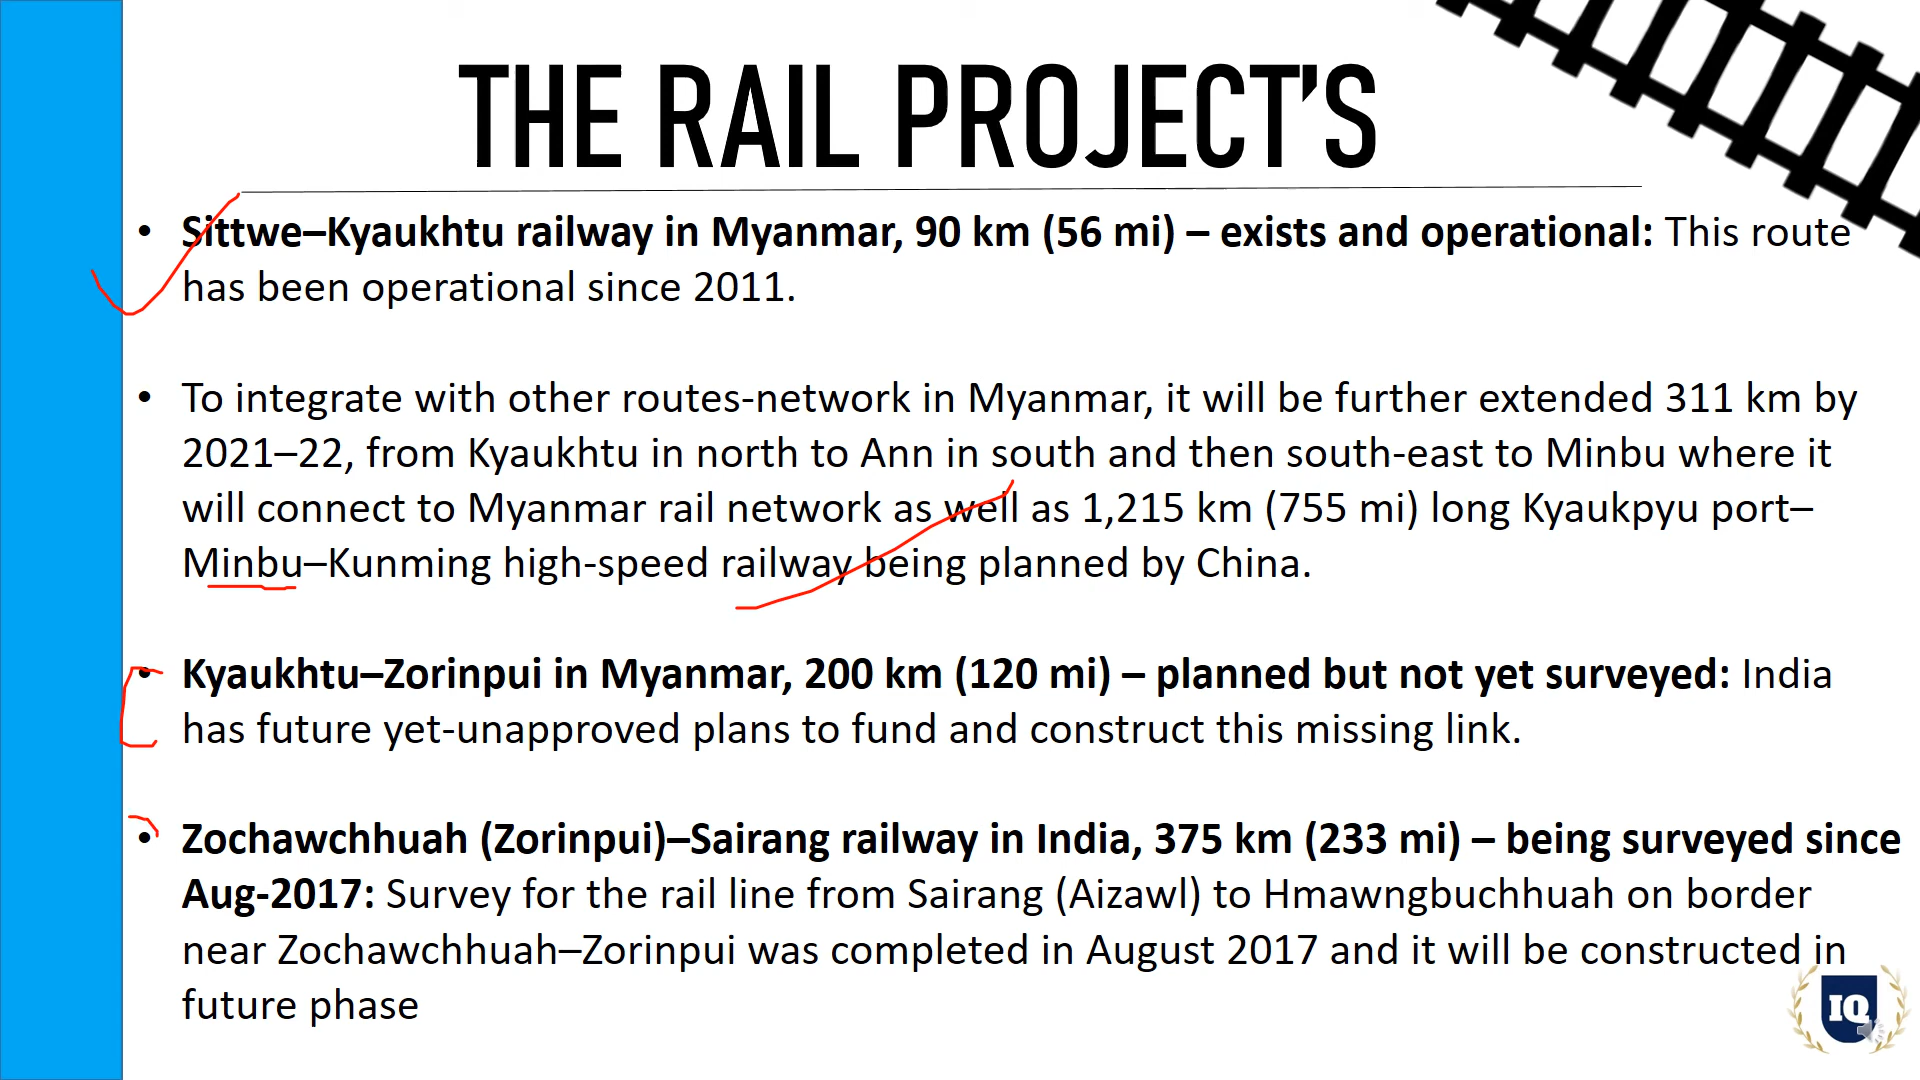 THE RAIL PROJECT’S
• Sittwe–Kyaukhtu railway in Myanmar, 90 km (56 mi) – exists and operational: This route
has been operational since 2011.
• To integrate with other routes-network in Myanmar, it will be further extended 311 km by
2021–22, from Kyaukhtu in north to Ann in south and then south-east to Minbu where it
will connect to Myanmar rail network as well as 1,215 km (755 mi) long Kyaukpyu port–
Minbu–Kunming high-speed railway being planned by China.
• Kyaukhtu–Zorinpui in Myanmar, 200 km (120 mi) – planned but not yet surveyed: India
has future yet-unapproved plans to fund and construct this missing link.
• Zochawchhuah (Zorinpui)–Sairang railway in India, 375 km (233 mi) – being surveyed since
Aug-2017: Survey for the rail line from Sairang (Aizawl) to Hmawngbuchhuah on border
near Zochawchhuah–Zorinpui was completed in August 2017 and it will be constructed in
future phase
IQ